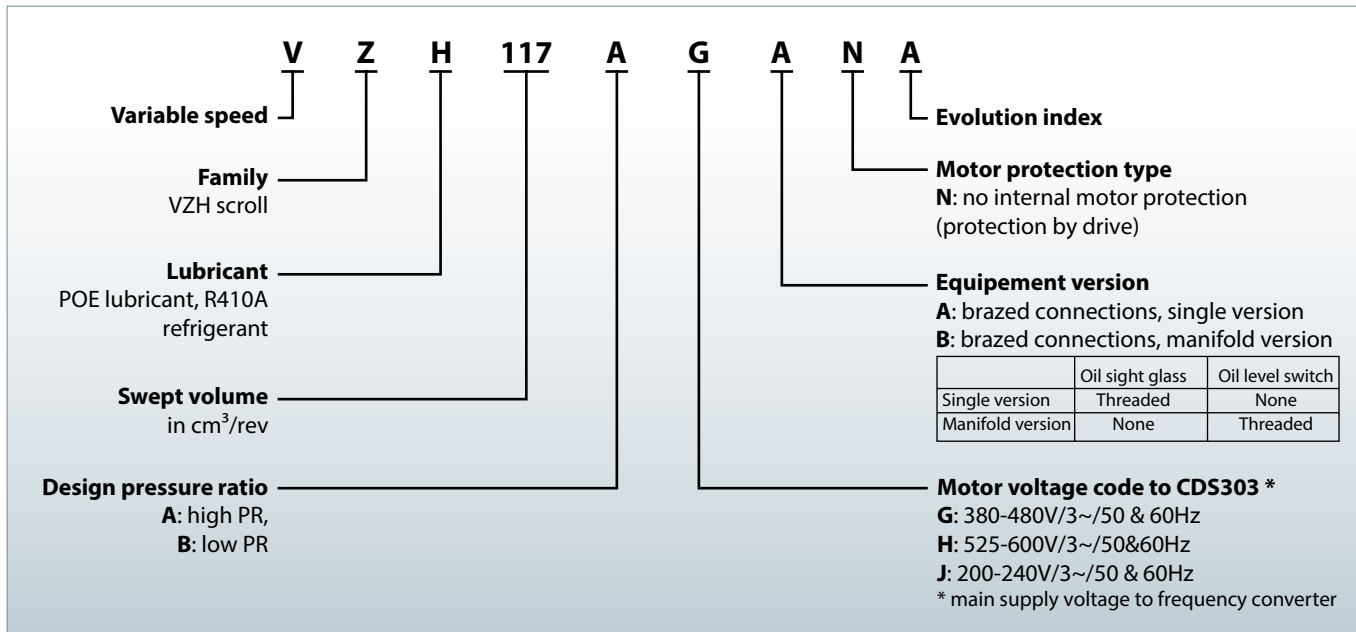 V Z H 117 A G A N A
Variable speed
Family
VZH scroll
Lubricant
POE lubricant, R410A
refrigerant
Swept volume
in cm³/rev
Design pressure ratio
A: high PR,
B: low PR
Evolution index
Motor protection type
N: no internal motor protection
(protection by drive)
Equipement version
A: brazed connections, single version
B: brazed connections, manifold version
Oil sight glass Oil level switch
Single version Threaded None
Manifold version None Threaded
Motor voltage code to CDS303 *
G: 380-480V/3~/50 & 60Hz
H: 525-600V/3~/50&60Hz
J: 200-240V/3~/50 & 60Hz
* main supply voltage to frequency converter